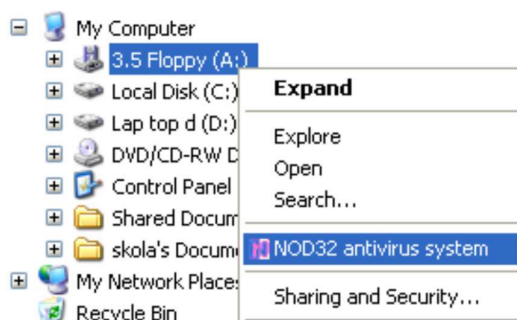 My Computer
3.5 Floppy (A:)
Local Disk (C:)
Lap top d (D:)
DVD/CD-RW D
Control Panel
Shared Docum
skola's Docum
My Network Places
Recycle Bin
Expand
Explore
Open
Search...
NOD32 antivirus system
Sharing and Security...